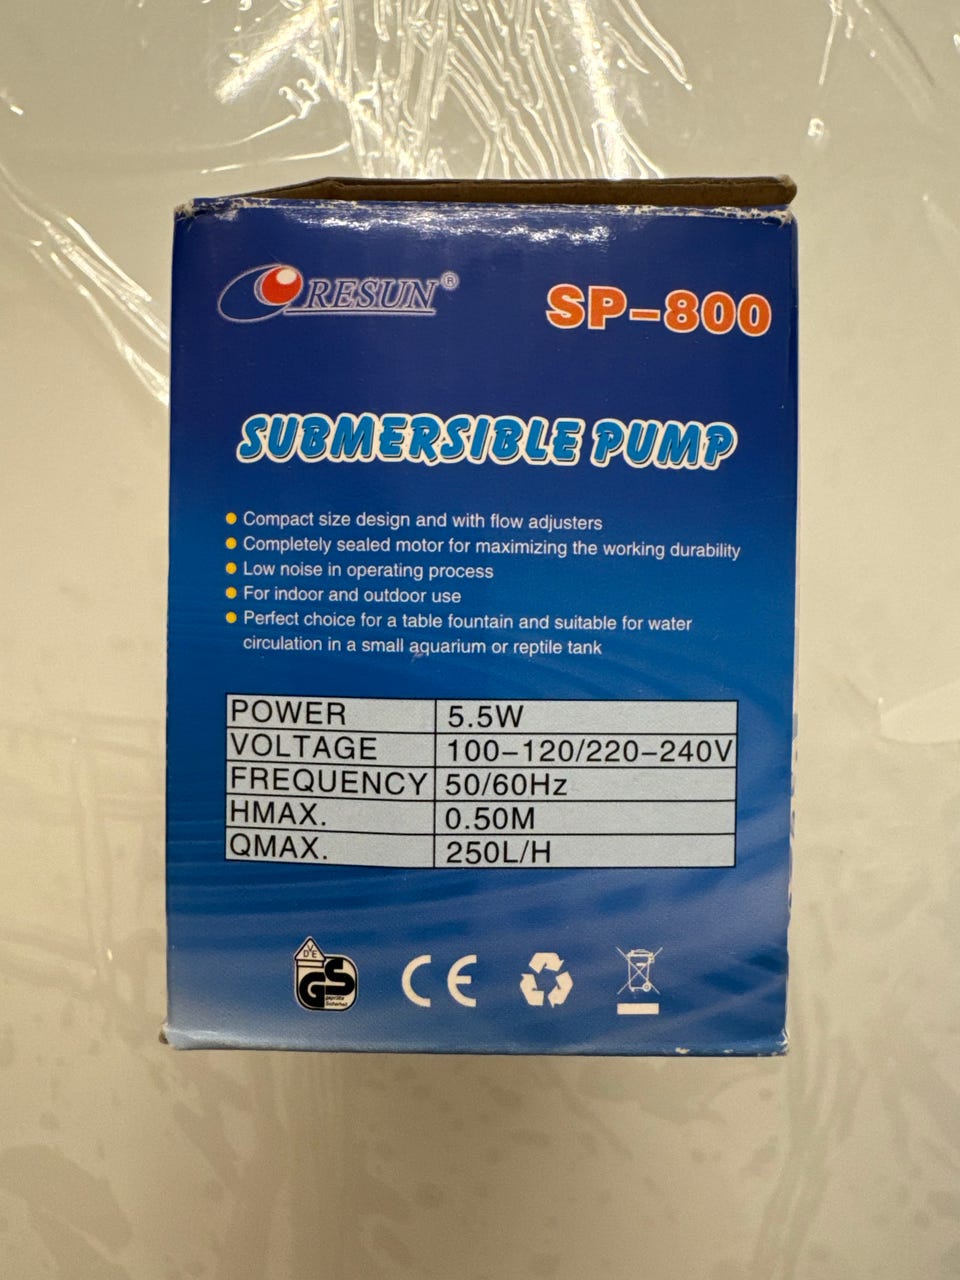 RESUN®
SP-800
SUBMERSIBLE PUMP
Compact size design and with flow adjusters
Completely sealed motor for maximizing the working durability
Low noise in operating process
For indoor and outdoor use
Perfect choice for a table fountain and suitable for water
circulation in a small aquarium or reptile tank
POWER 5.5W
VOLTAGE 100-120/220-240V
FREQUENCY 50/60Hz
HMAX. 0.50M
QMAX. 250L/H
VDE
GS
geprüfte
Sicherheit
CE